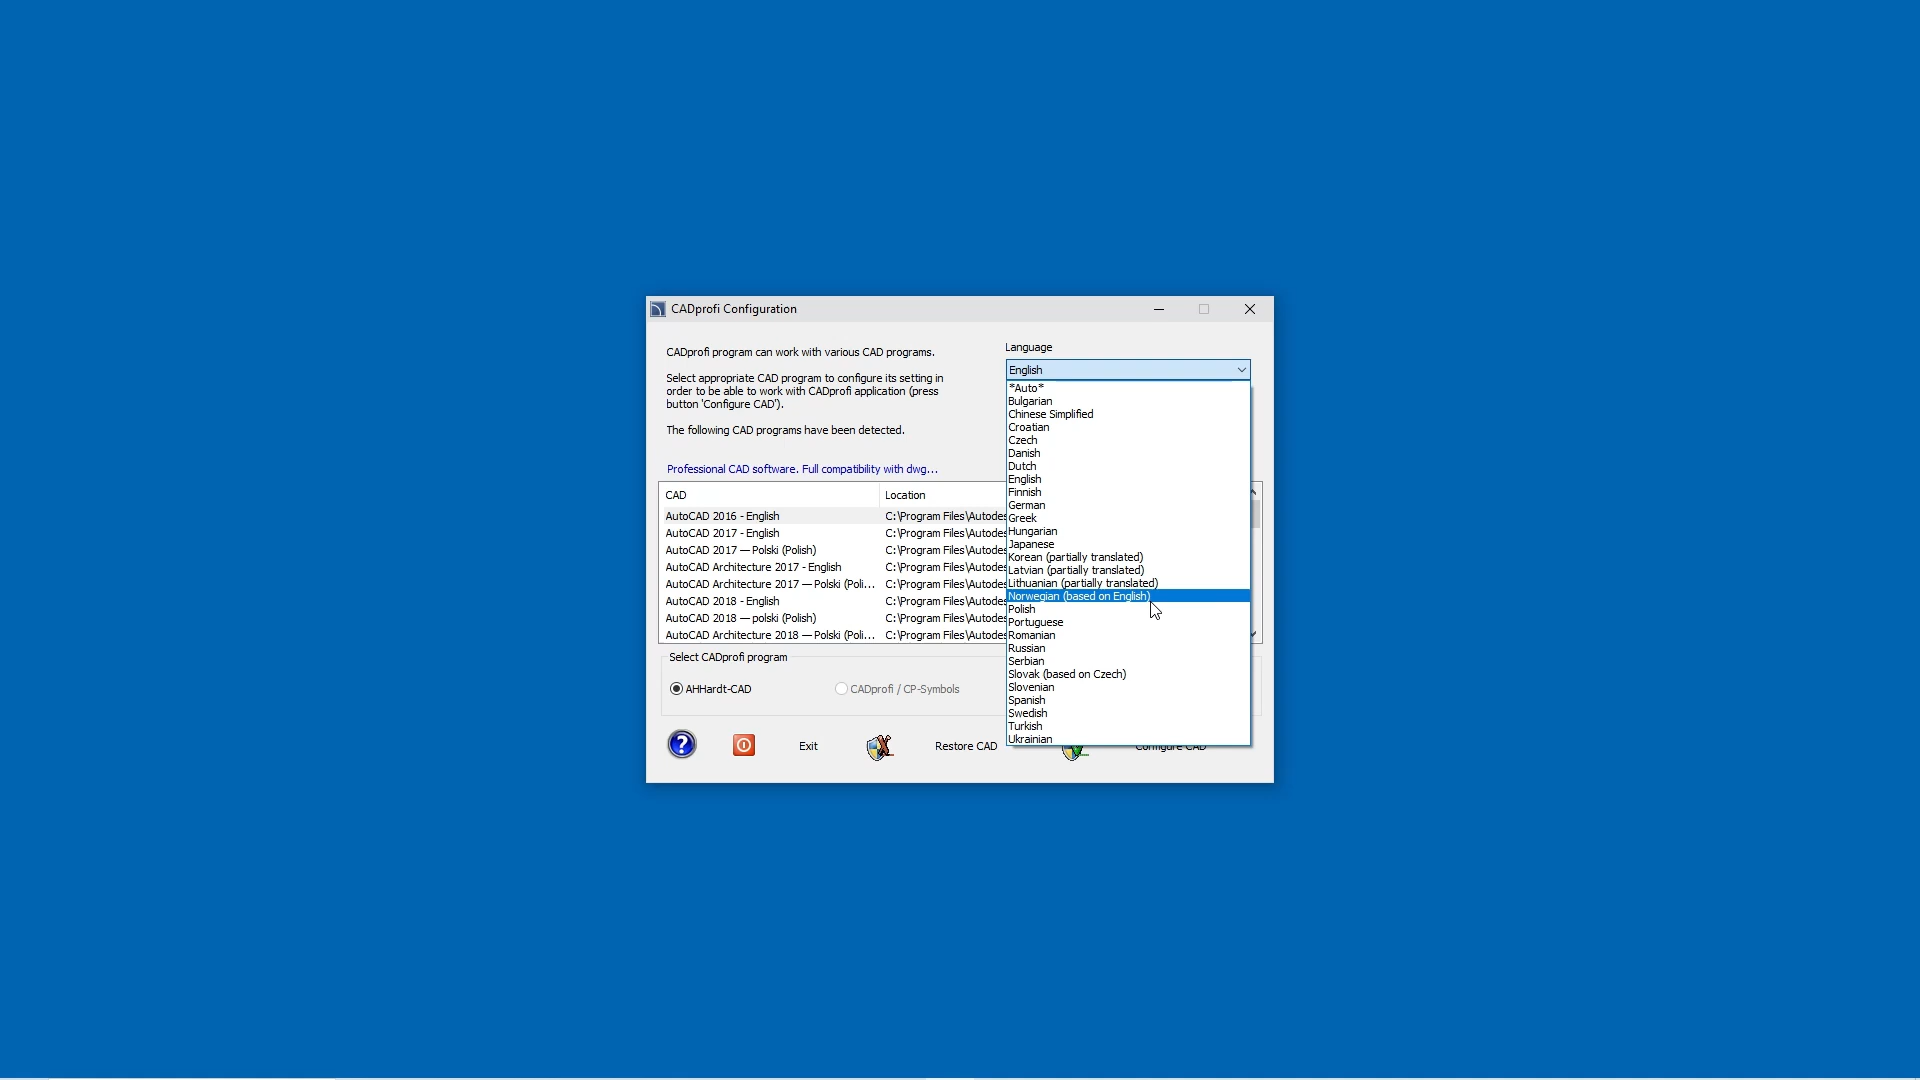 CADprofi Configuration
CADprofi program can work with various CAD programs.
Select appropriate CAD program to configure its setting in
order to be able to work with CADprofi application (press
button 'Configure CAD').
The following CAD programs have been detected.
Professional CAD software. Full compatibility with dwg...
Language
English
*Auto*
Bulgarian
Chinese Simplified
Croatian
Czech
Danish
Dutch
English
Finnish
German
Greek
Hungarian
Japanese
Korean (partially translated)
Latvian (partially translated)
Lithuanian (partially translated)
Norwegian (based on English)
Polish
Portuguese
Romanian
Russian
Serbian
Slovak (based on Czech)
Slovenian
Spanish
Swedish
Turkish
Ukrainian
CAD Location
AutoCAD 2016 - English C:\Program Files\Autodes
AutoCAD 2017 - English C:\Program Files\Autodes
AutoCAD 2017 — Polski (Polish) C:\Program Files\Autodes
AutoCAD Architecture 2017 - English C:\Program Files\Autodes
AutoCAD Architecture 2017 — Polski (Poli... C:\Program Files\Autodes
AutoCAD 2018 - English C:\Program Files\Autodes
AutoCAD 2018 — polski (Polish) C:\Program Files\Autodes
AutoCAD Architecture 2018 — Polski (Poli... C:\Program Files\Autodes
Select CADprofi program
AHHardt-CAD CADprofi / CP-Symbols
Exit Restore CAD Configure CAD